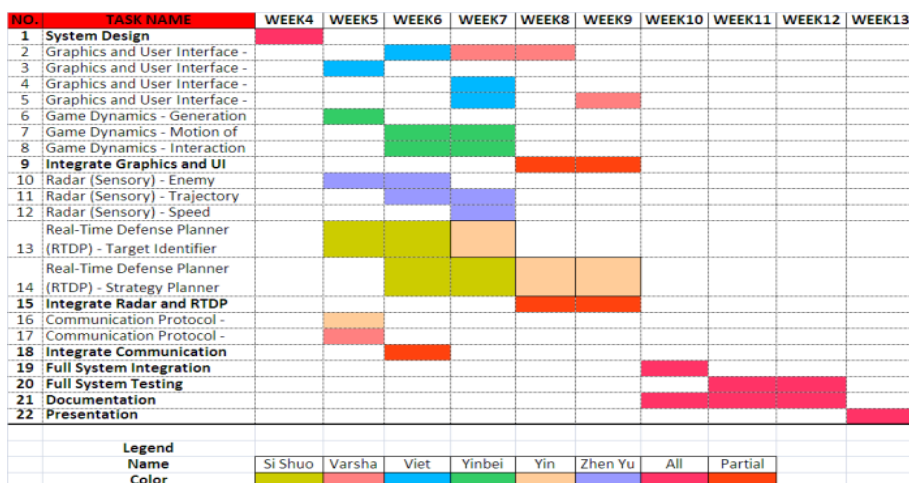 NO. TASK NAME WEEK4 WEEK5 WEEK6 WEEK7 WEEK8 WEEK9 WEEK10 WEEK11 WEEK12 WEEK13
1 System Design
2 Graphics and User Interface -
3 Graphics and User Interface -
4 Graphics and User Interface -
5 Graphics and User Interface -
6 Game Dynamics - Generation
7 Game Dynamics - Motion of
8 Game Dynamics - Interaction
9 Integrate Graphics and UI
10 Radar (Sensory) - Enemy
11 Radar (Sensory) - Trajectory
12 Radar (Sensory) - Speed
Real-Time Defense Planner
13 (RTDP) - Target Identifier
Real-Time Defense Planner
14 (RTDP) - Strategy Planner
15 Integrate Radar and RTDP
16 Communication Protocol -
17 Communication Protocol -
18 Integrate Communication
19 Full System Integration
20 Full System Testing
21 Documentation
22 Presentation
Legend
Name Si Shuo Varsha Viet Yinbei Yin Zhen Yu All Partial
Color